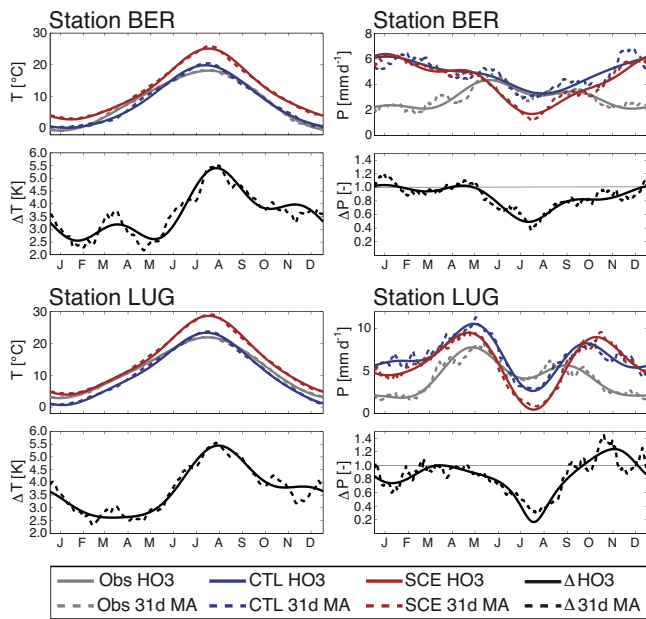 Station BER
Station BER
T [°C]
30
20
10
0
P [mm d-1]
8
6
4
2
0
ΔT [K]
6.0
5.5
5.0
4.5
4.0
3.5
3.0
2.5
2.0
J F M A M J J A S O N D
ΔP [-]
1.4
1.2
1.0
0.8
0.6
0.4
0.2
J F M A M J J A S O N D
Station LUG
Station LUG
T [°C]
30
20
10
0
P [mm d-1]
10
5
0
ΔT [K]
6.0
5.5
5.0
4.5
4.0
3.5
3.0
2.5
2.0
J F M A M J J A S O N D
ΔP [-]
1.4
1.2
1.0
0.8
0.6
0.4
0.2
J F M A M J J A S O N D
Obs HO3 CTL HO3 SCE HO3 Δ HO3
Obs 31d MA CTL 31d MA SCE 31d MA Δ 31d MA